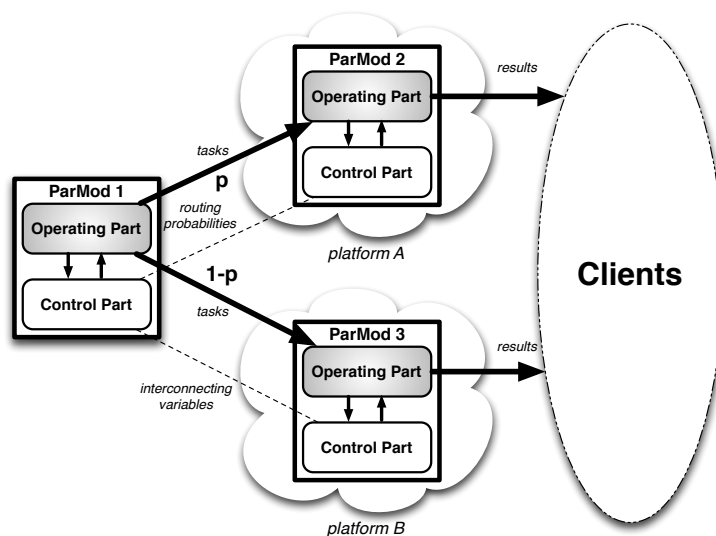 ParMod 2
Operating Part
Control Part
results
platform A
tasks
p
routing
probabilities
ParMod 1
Operating Part
Control Part
1-p
tasks
interconnecting
variables
ParMod 3
Operating Part
Control Part
results
platform B
Clients